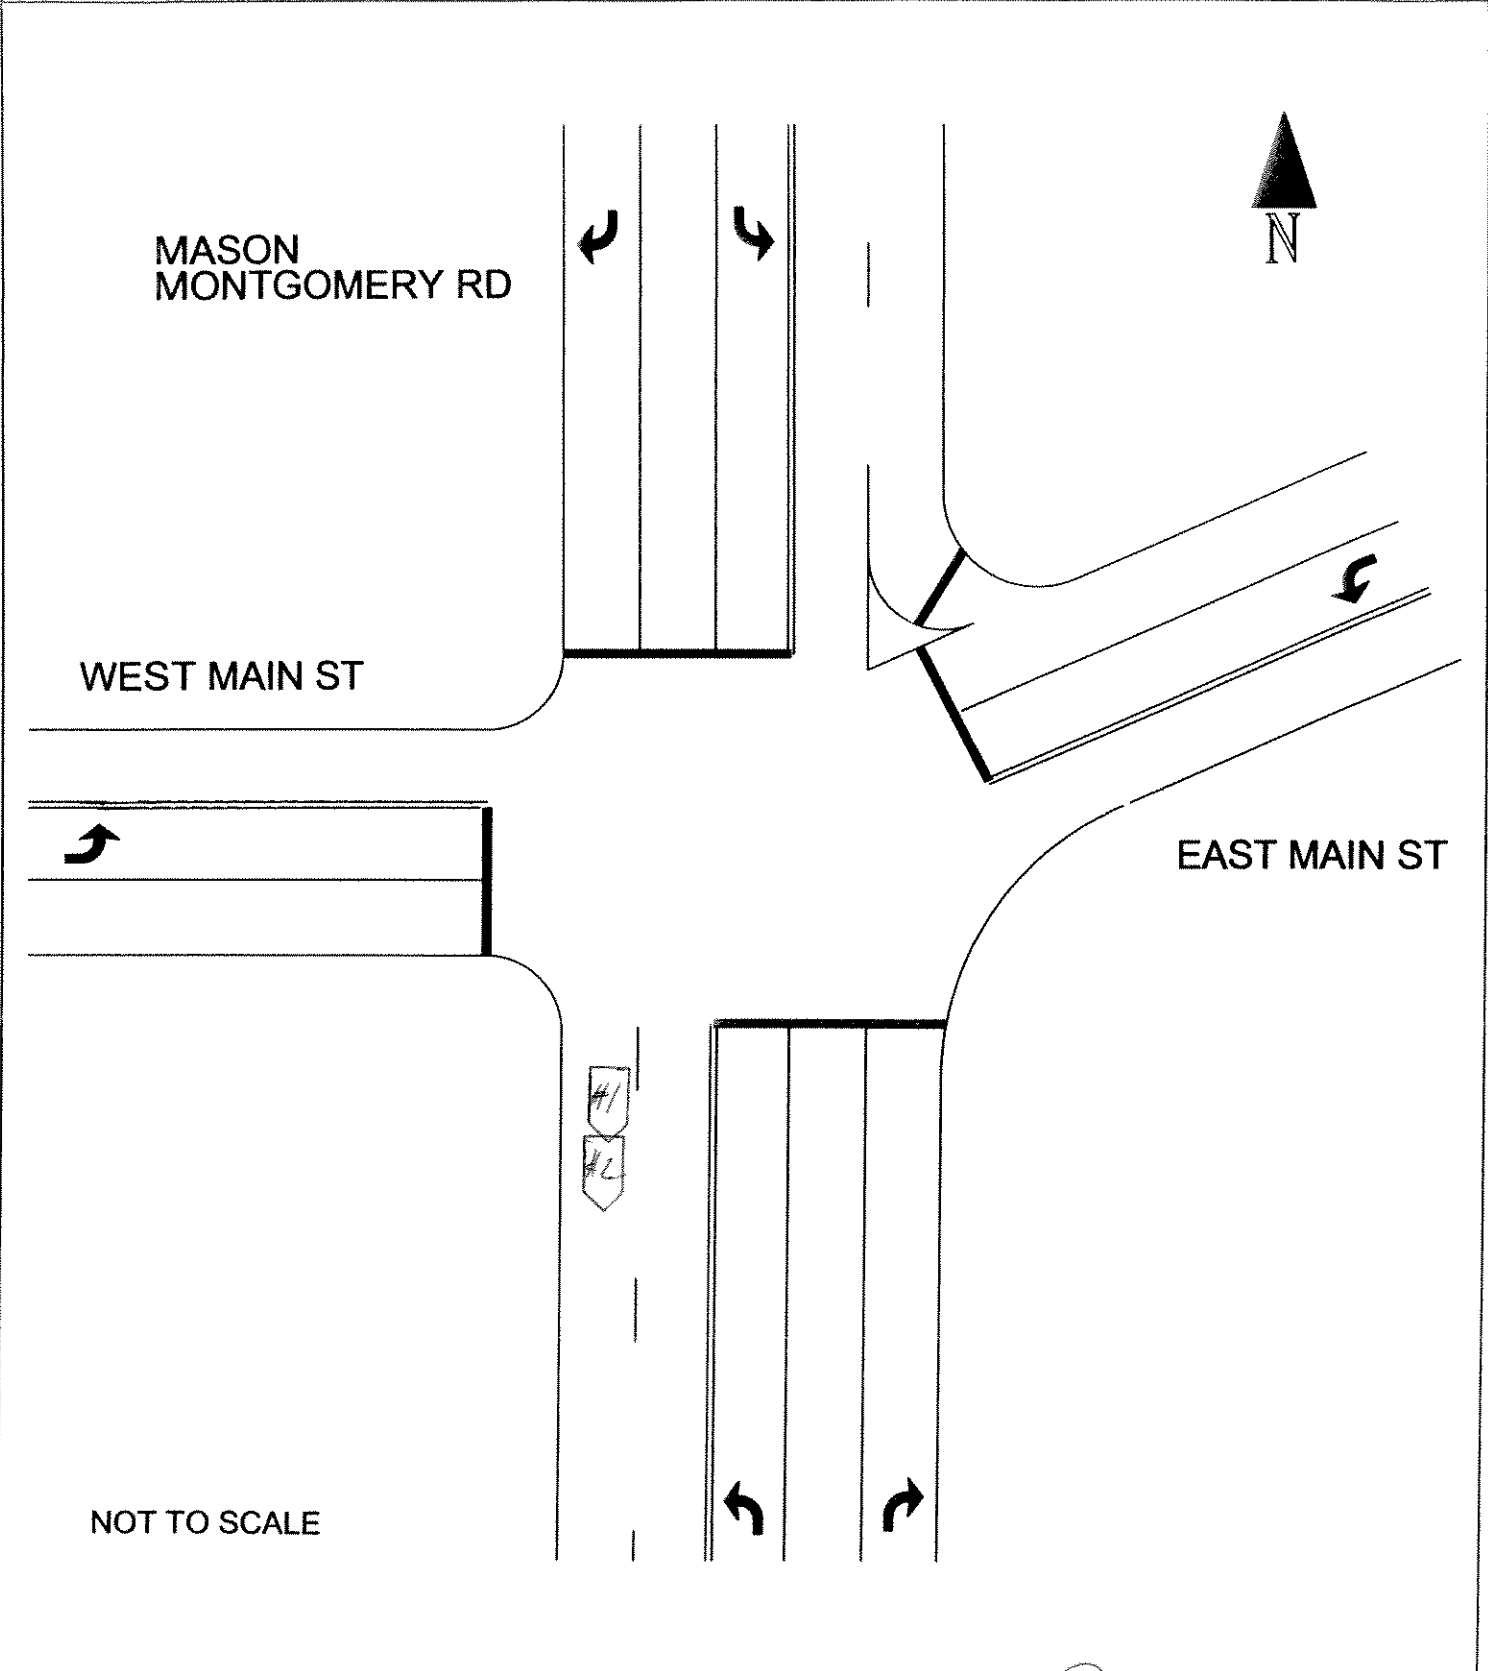 MASON
MONTGOMERY RD
N
WEST MAIN ST
EAST MAIN ST
#1
#2
NOT TO SCALE